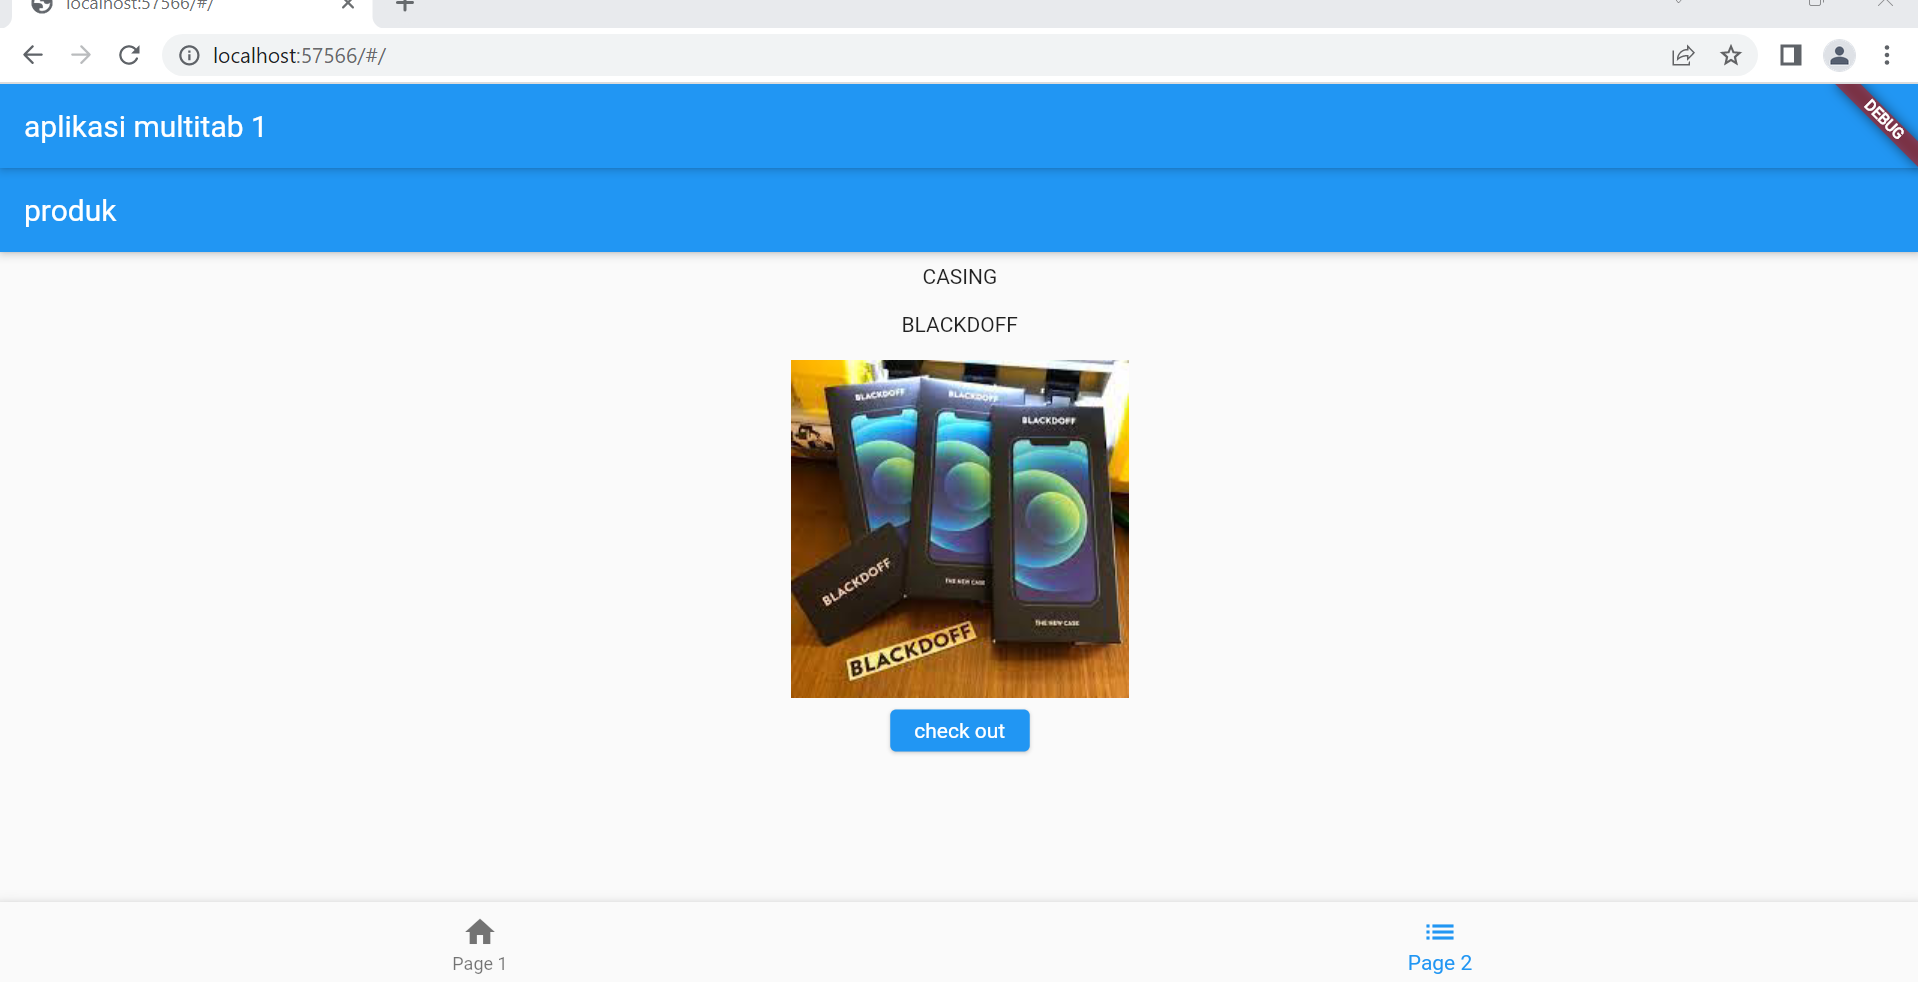 localhost:57566/#/
localhost:57566/#/
aplikasi multitab 1
DEBUG
produk
CASING
BLACKDOFF
BLACKDOFF
BLACKDOFF
BLACKDOFF
BLACKDOFF
THE NEW CASE
THE NEW CASE
BLACKDOFF
check out
Page 1
Page 2